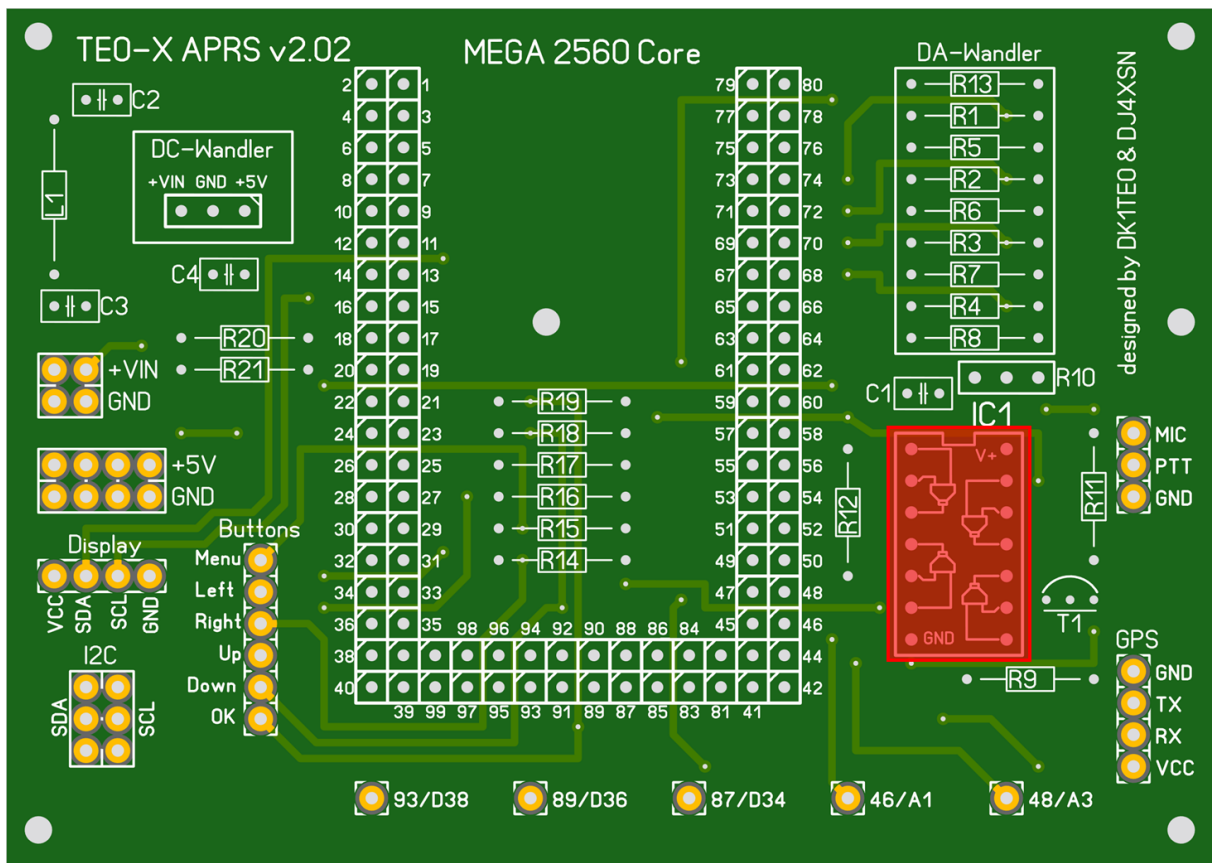 TE0-X APRS v2.02
MEGA 2560 Core
DA-Wandler
designed by DK1TE0 & DJ4XSN
C2
L1
DC-Wandler
+VIN GND +5V
C4
C3
R20
R21
+VIN
GND
+5V
GND
Display
VCC
SDA
SCL
GND
I2C
SDA
SCL
Buttons
Menu
Left
Right
Up
Down
OK
2 1
4 3
6 5
8 7
10 9
12 11
14 13
16 15
18 17
20 19
22 21
24 23
26 25
28 27
30 29
32 31
34 33
36 35
38
40
98 96 94 92 90 88 86 84
39 99 97 95 93 91 89 87 85 83 81 41
79 80
77 78
75 76
73 74
71 72
69 70
67 68
65 66
63 64
61 62
59 60
57 58
55 56
53 54
51 52
49 50
47 48
45 46
44
42
R19
R18
R17
R16
R15
R14
R13
R1
R5
R2
R6
R3
R7
R4
R8
R10
C1
IC1
V+
GND
R12
R11
MIC
PTT
GND
T1
R9
GPS
GND
TX
RX
VCC
93/D38
89/D36
87/D34
46/A1
48/A3